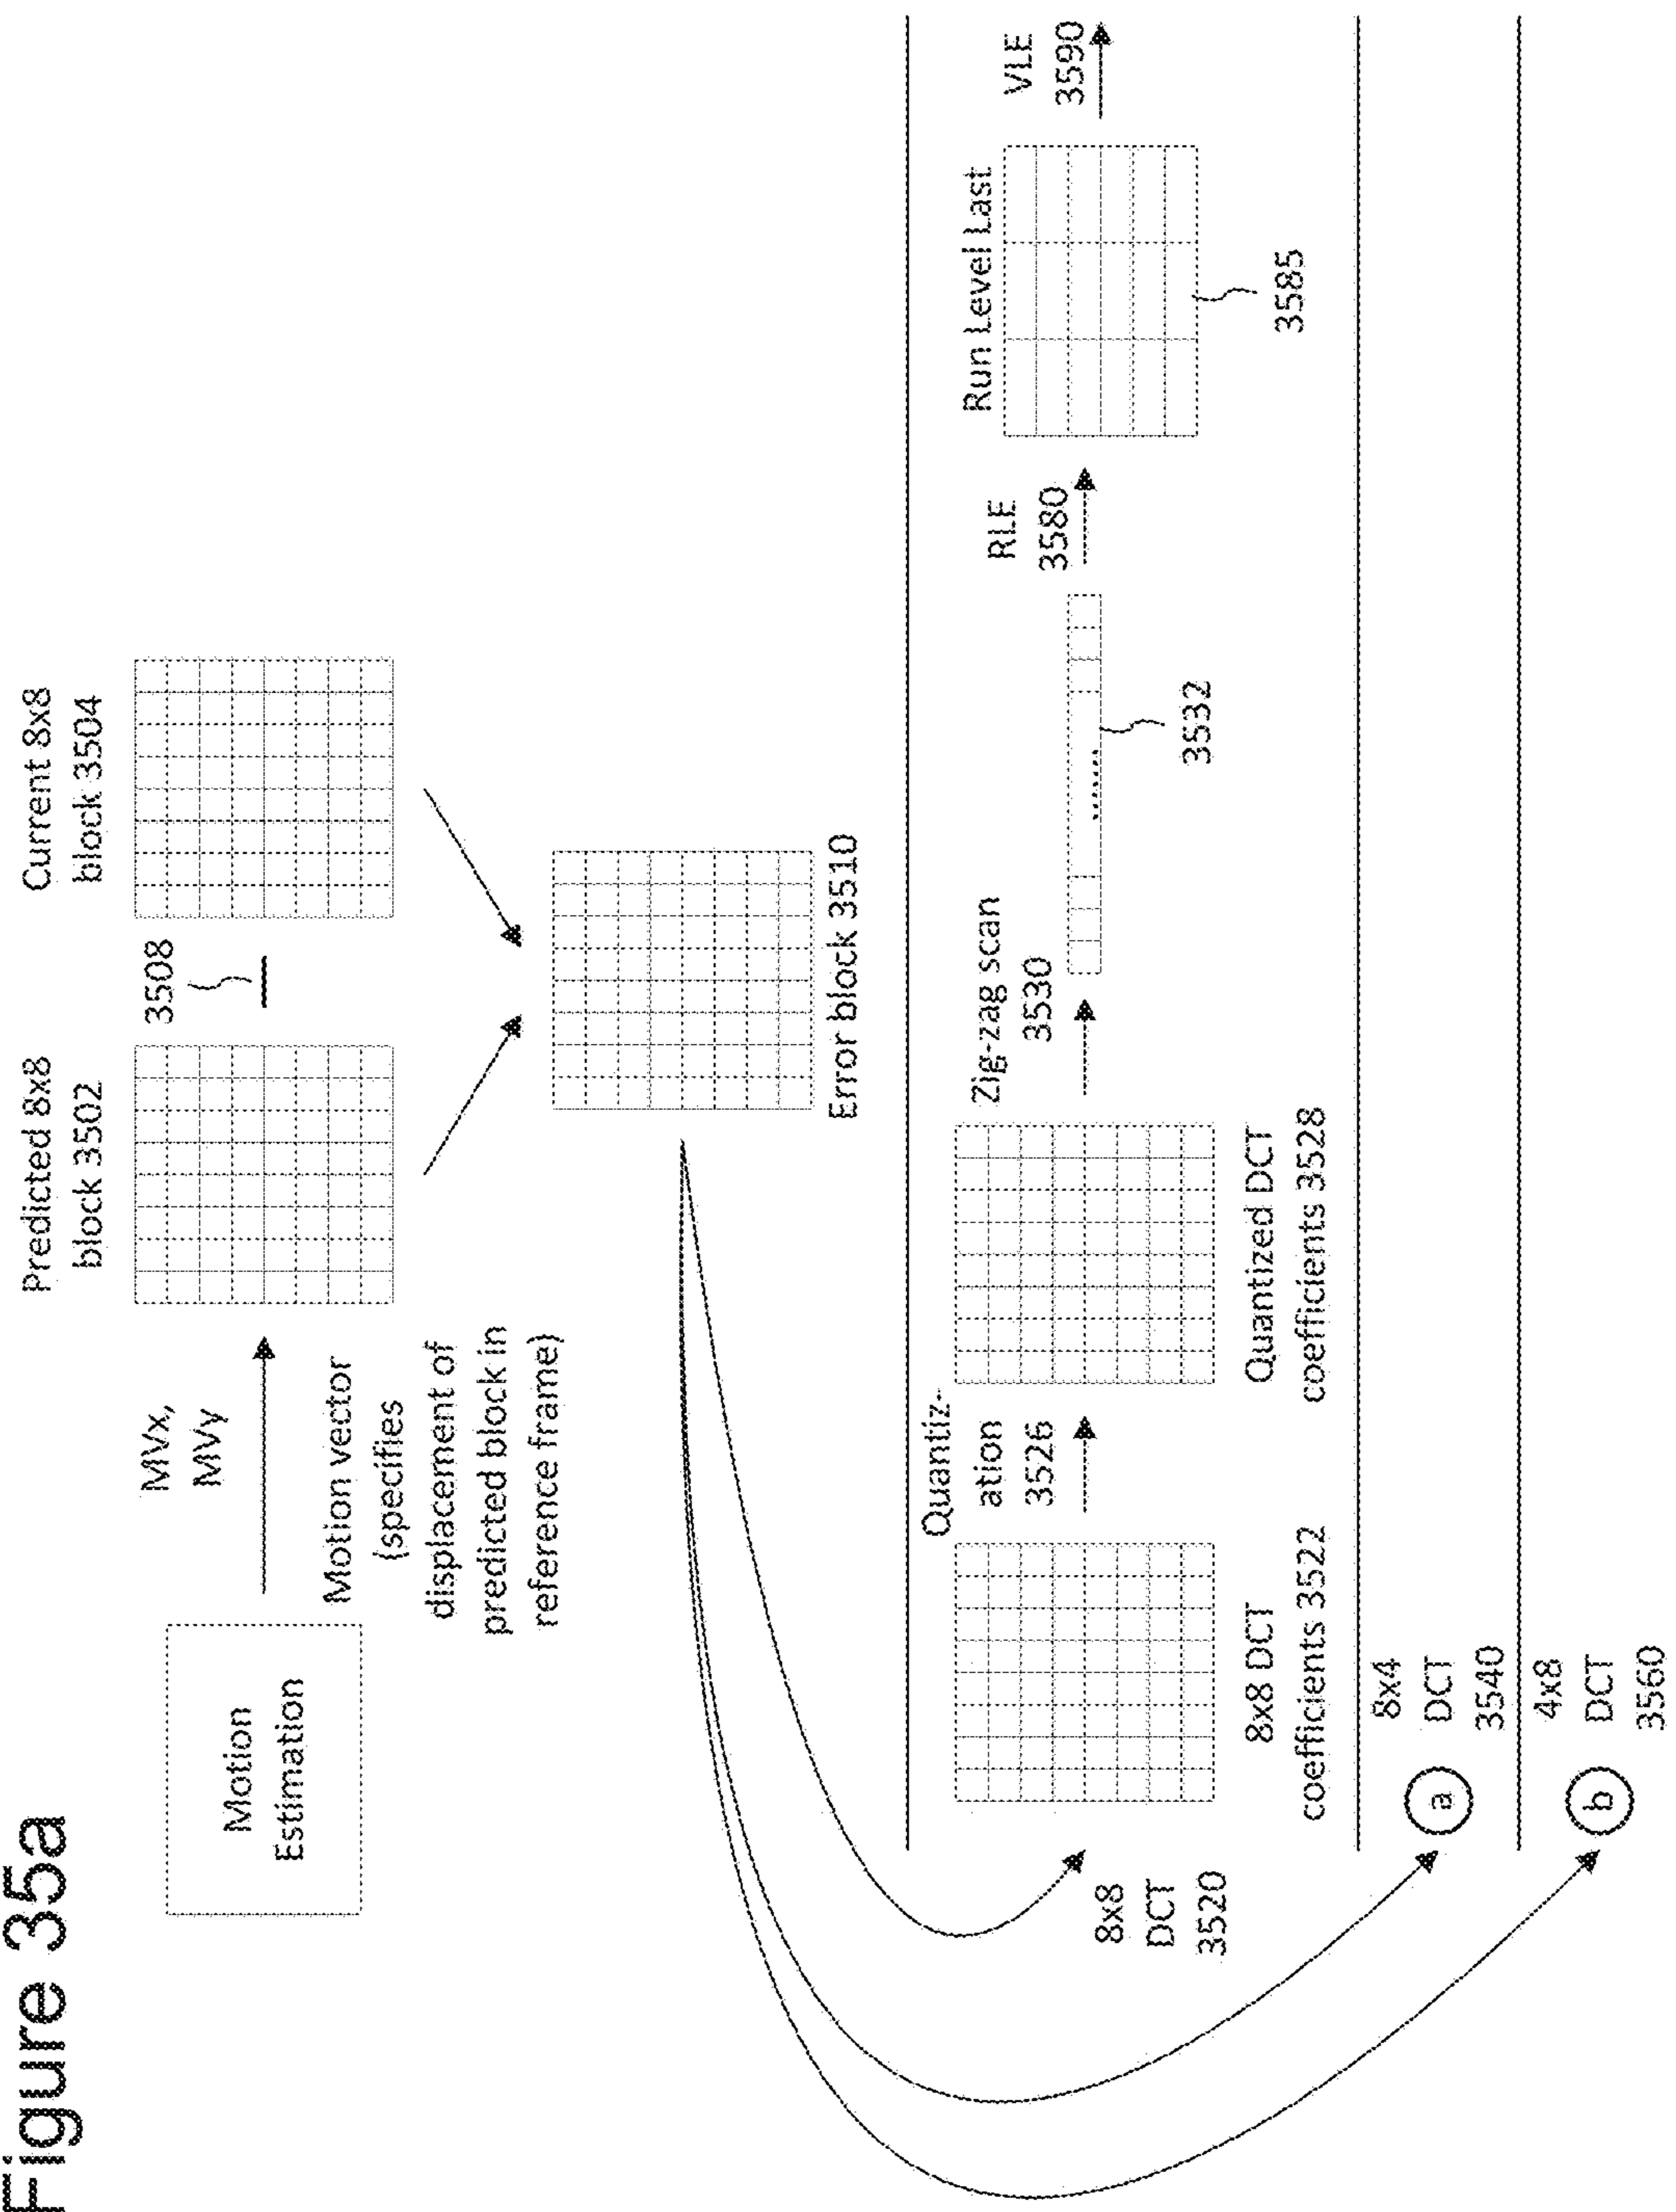 Figure 35a
Motion
Estimation
MVx,
MVy
Motion vector
(specifies
displacement of
predicted block in
reference frame)
Predicted 8x8
block 3502
3508
Current 8x8
block 3504
Error block 3510
8x8
DCT
3520
8x8 DCT
coefficients 3522
Quantiz-
ation
3526
Quantized DCT
coefficients 3528
Zig-zag scan
3530
3532
RLE
3580
Run Level Last
3585
VLE
3590
a
8x4
DCT
3540
b
4x8
DCT
3560